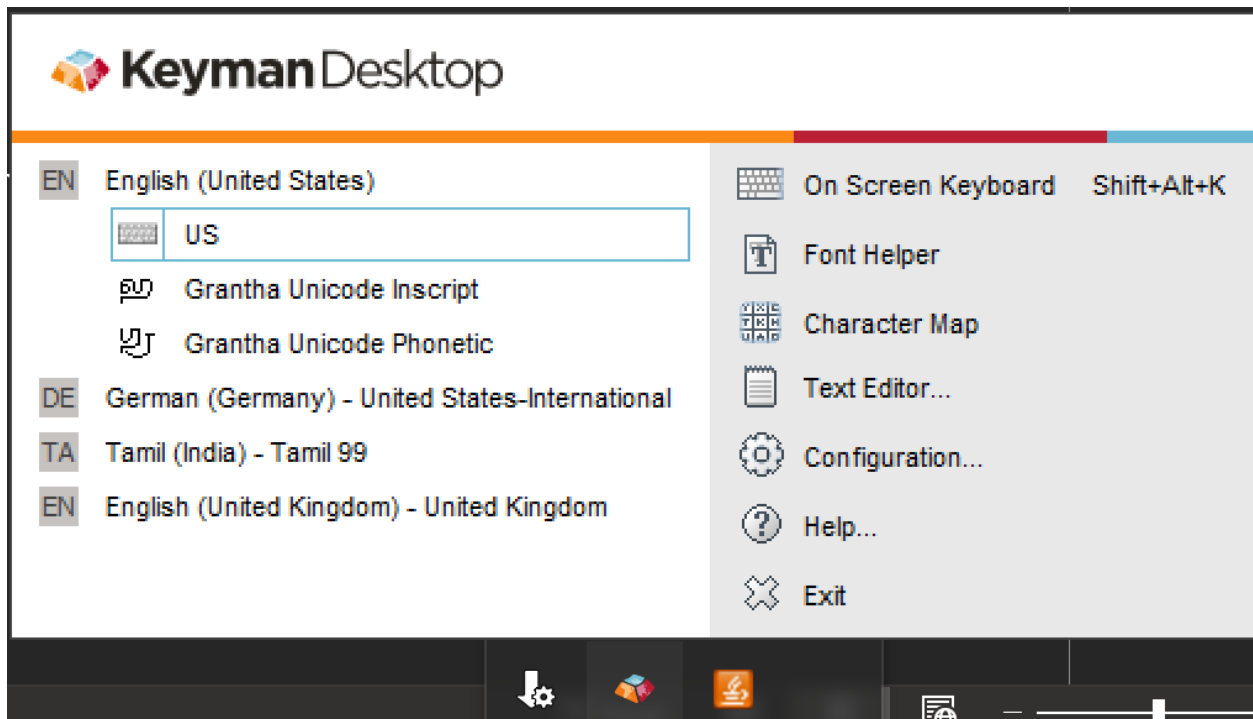 Keyman Desktop
EN English (United States)
US
Grantha Unicode Inscript
Grantha Unicode Phonetic
DE German (Germany) - United States-International
TA Tamil (India) - Tamil 99
EN English (United Kingdom) - United Kingdom
On Screen Keyboard Shift+Alt+K
Font Helper
Character Map
Text Editor...
Configuration...
Help...
Exit